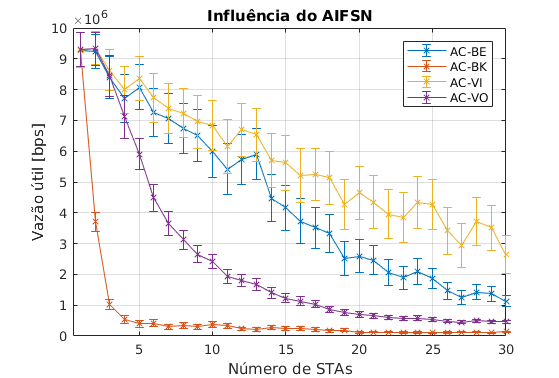 Influência do AIFSN
×10^6
Vazão útil [bps]
10
9
8
7
6
5
4
3
2
1
0
5 10 15 20 25 30
Número de STAs
AC-BE
AC-BK
AC-VI
AC-VO